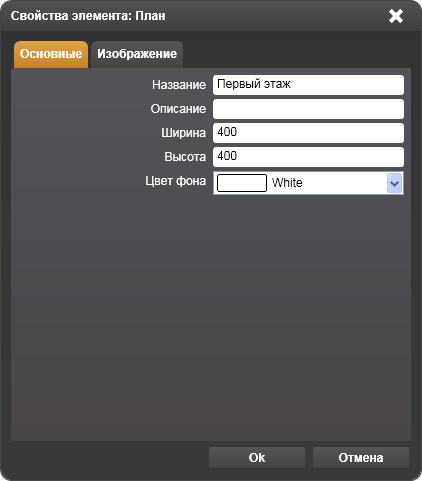 Свойства элемента: План
Основные Изображение
Название Первый этаж
Описание
Ширина 400
Высота 400
Цвет фона White
Ok Отмена